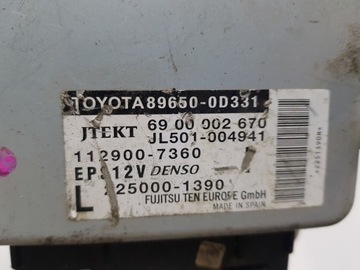 TOYOTA 89650-0D331
JTEKT 69 00 002 670
JL501-004941
112900-7360
EPS12V DENSO
L 225000-1390
FUJITSU TEN EUROPE GmbH
MADE IN SPAIN